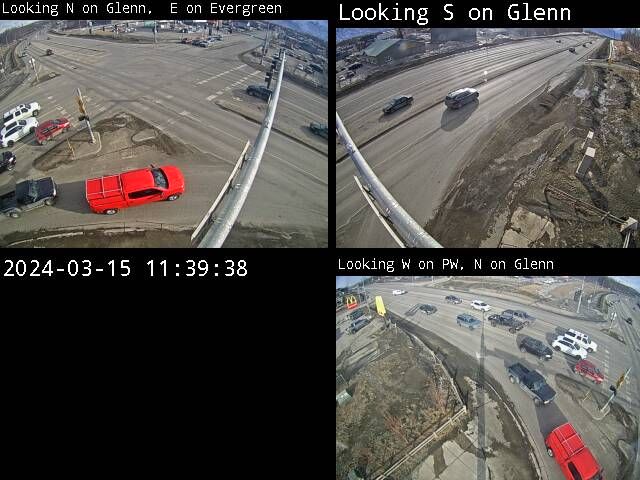 Looking N on Glenn,  E on Evergreen
Looking S on Glenn
2024-03-15 11:39:38
Looking W on PW, N on Glenn